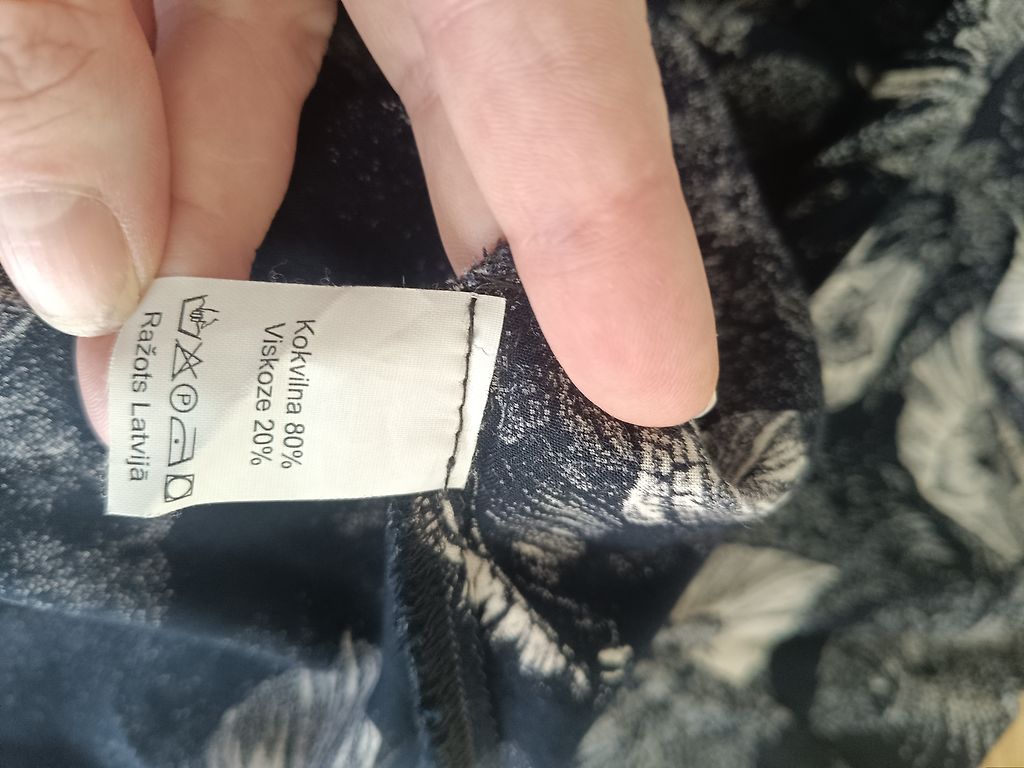 Kokvilna 80%
Viskoze 20%
P
Ražots Latvijā